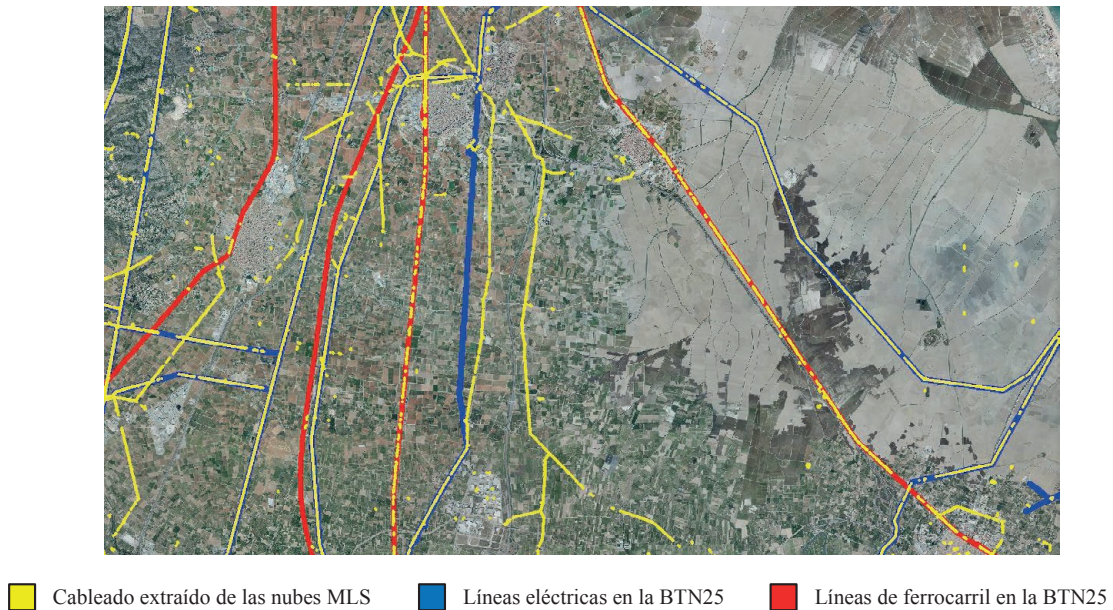 Cableado extraído de las nubes MLS
Líneas eléctricas en la BTN25
Líneas de ferrocarril en la BTN25